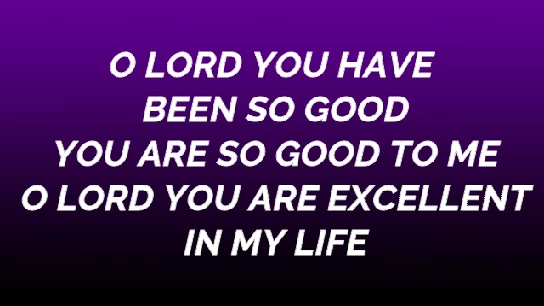 O LORD YOU HAVE
BEEN SO GOOD
YOU ARE SO GOOD TO ME
O LORD YOU ARE EXCELLENT
IN MY LIFE